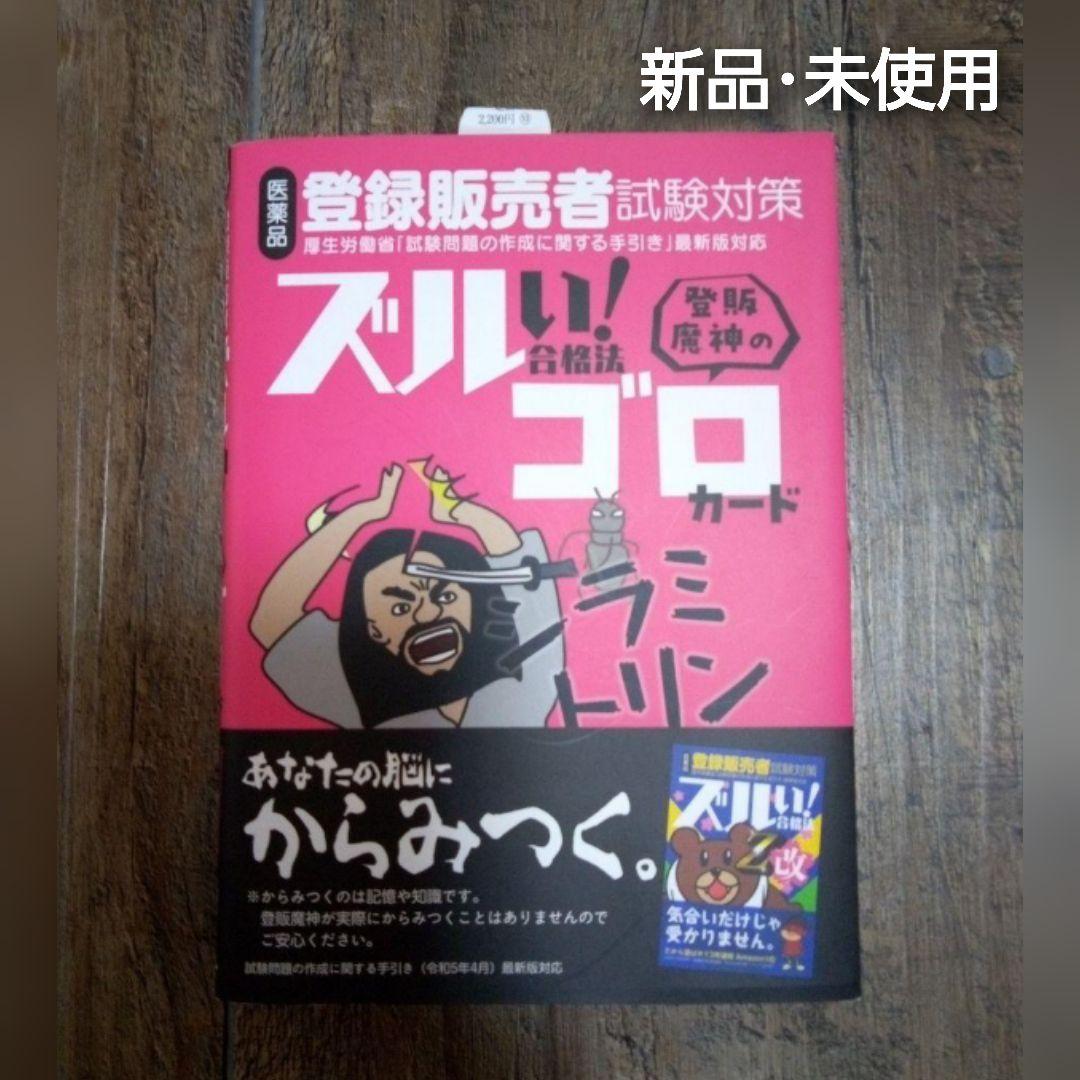 新品・未使用
2,200円 ⑬
医薬品
登録販売者試験対策
厚生労働省「試験問題の作成に関する手引き」最新版対応
ズルい!
合格法
登販
魔神の
ゴロ
カード
シラミ
トリン
あなたの脳に
からみつく。
※からみつくのは記憶や知識です。
登販魔神が実際にからみつくことはありませんので
ご安心ください。
試験問題の作成に関する手引き(令和5年4月)最新版対応
登録販売者試験対策
ズルい!
合格法
Z
改
気合いだけじゃ
受かりません。